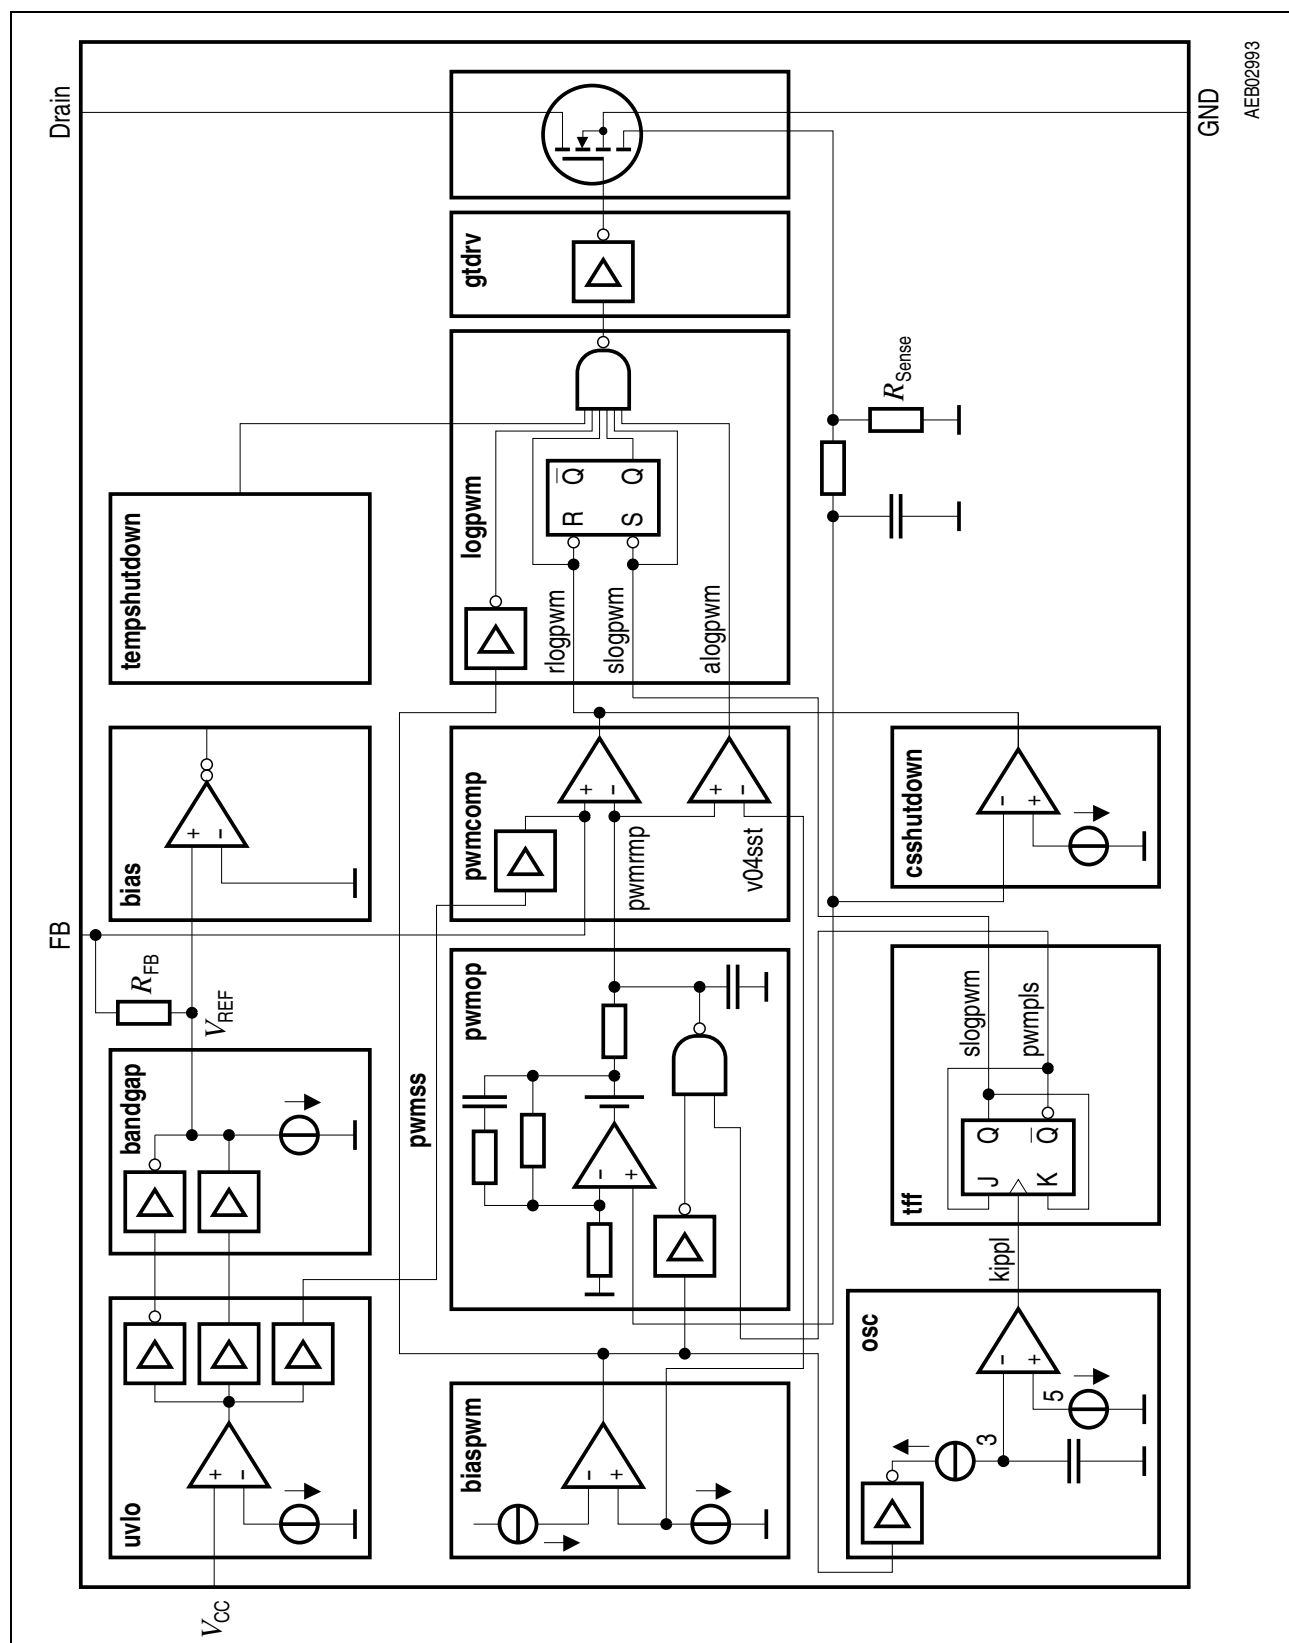 V_CC
uvlo
+
-
bandgap
V_REF
R_FB
FB
bias
+
-
tempshutdown
Drain
biaspwm
-
+
pwmss
pwmop
-
+
pwmcomp
+
-
+
-
pwmrmp
v04sst
logpwm
rlogpwm
slogpwm
alogpwm
R
Q̅
S
Q
gtdrv
R_Sense
osc
-
+
3
5
kippl
tff
J
Q
K
Q̅
slogpwm
pwmpls
csshutdown
-
+
GND
AEB02993